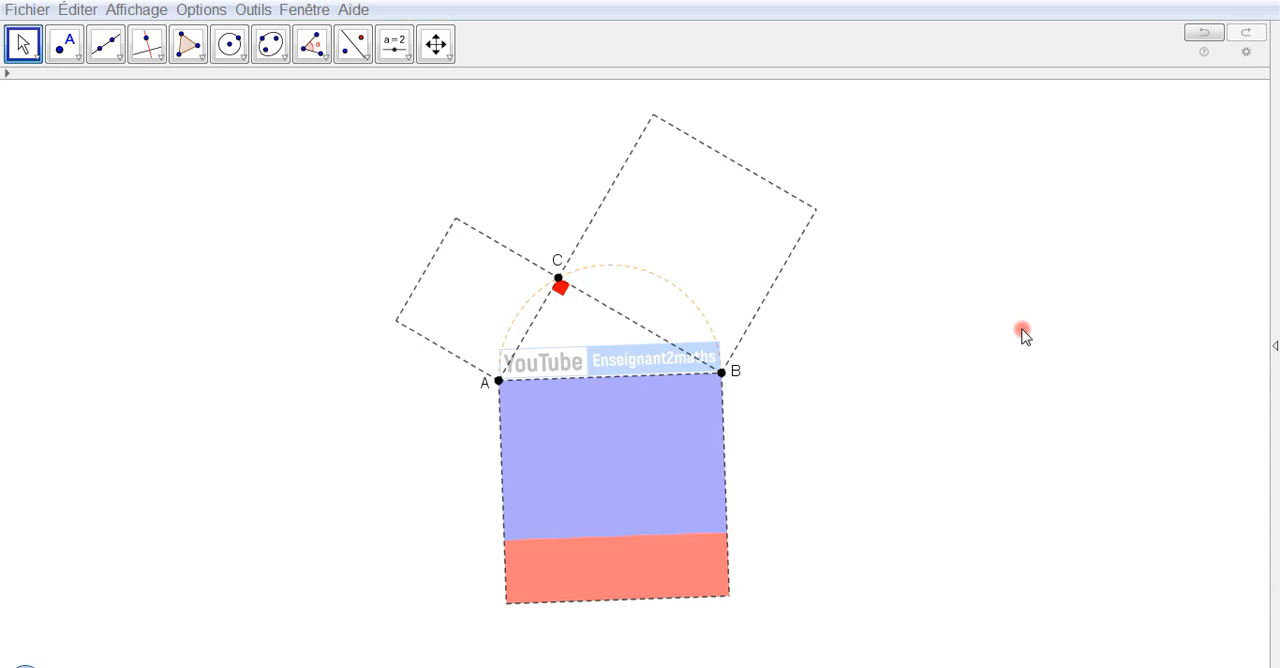 Fichier Éditer Affichage Options Outils Fenêtre Aide
A
α
a=2
C
YouTube Enseignant2maths
A
B